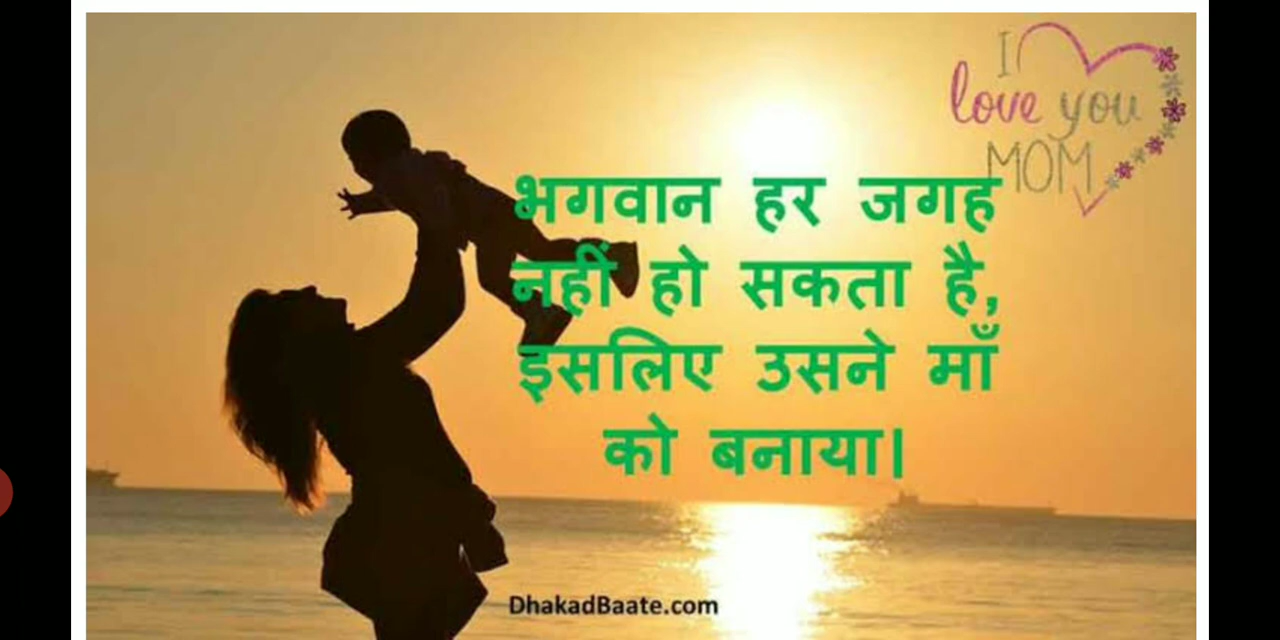 I
love you
MOM
भगवान हर जगह
नहीं हो सकता है,
इसलिए उसने माँ
को बनाया।
DhakadBaate.com